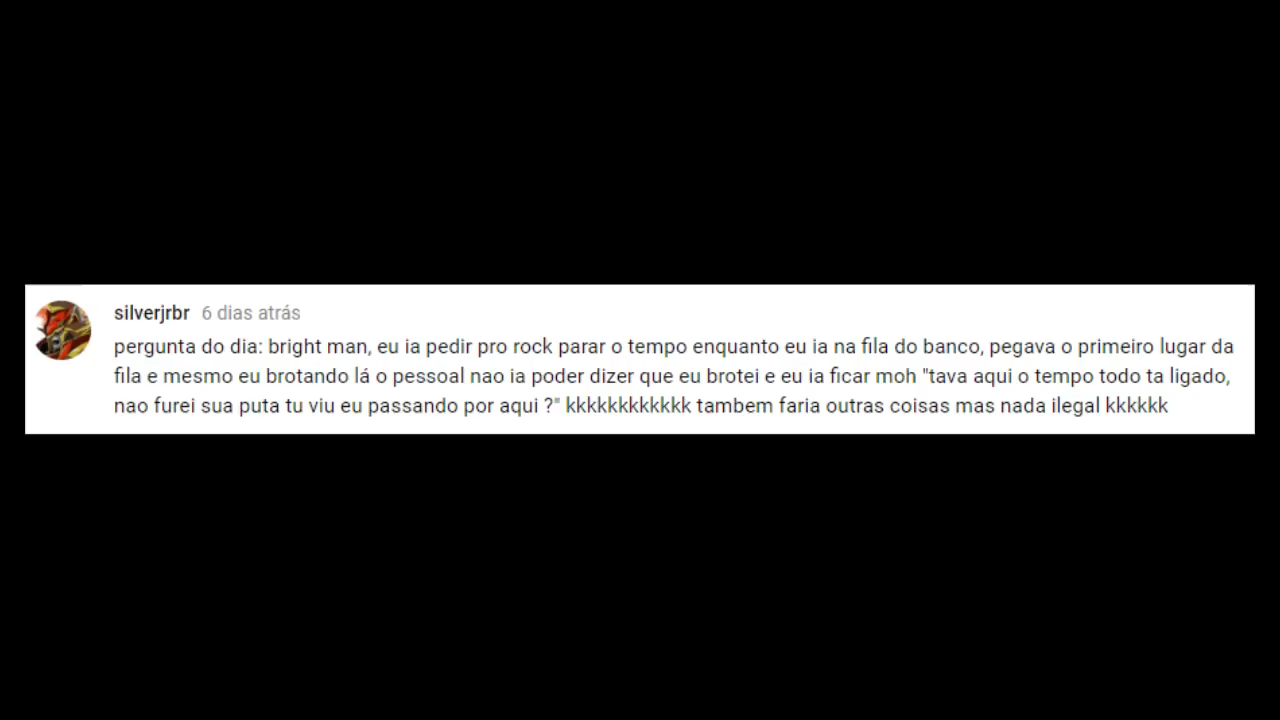 silverjrbr 6 dias atrás
pergunta do dia: bright man, eu ia pedir pro rock parar o tempo enquanto eu ia na fila do banco, pegava o primeiro lugar da
fila e mesmo eu brotando lá o pessoal nao ia poder dizer que eu brotei e eu ia ficar moh "tava aqui o tempo todo ta ligado,
nao furei sua puta tu viu eu passando por aqui ?" kkkkkkkkkkkk tambem faria outras coisas mas nada ilegal kkkkkk